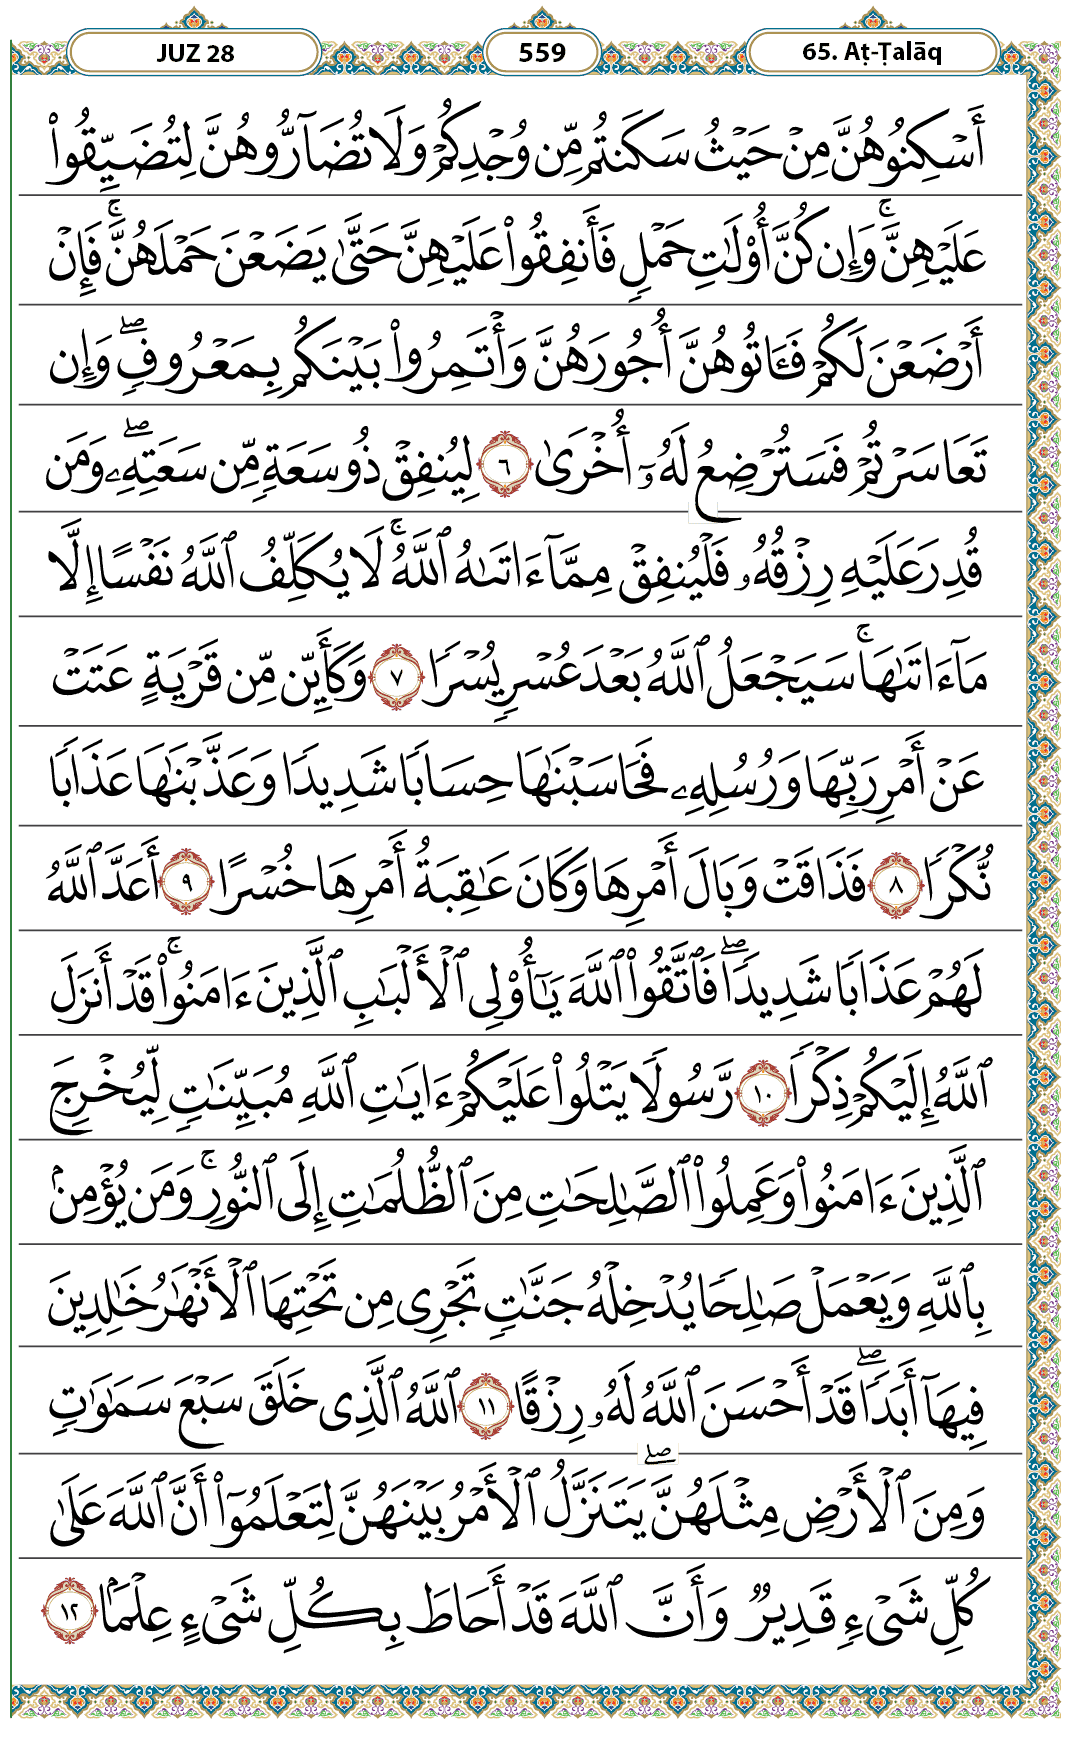 JUZ 28
559
65. Aṭ-Ṭalāq
أَسْكِنُوهُنَّ مِنْ حَيْثُ سَكَنتُم مِّن وُجْدِكُمْ وَلَا تُضَآرُّوهُنَّ لِتُضَيِّقُوا۟
عَلَيْهِنَّ ۚ وَإِن كُنَّ أُو۟لَٰتِ حَمْلٍ فَأَنفِقُوا۟ عَلَيْهِنَّ حَتَّىٰ يَضَعْنَ حَمْلَهُنَّ ۚ فَإِنْ
أَرْضَعْنَ لَكُمْ فَـَٔاتُوهُنَّ أُجُورَهُنَّ وَأْتَمِرُوا۟ بَيْنَكُم بِمَعْرُوفٍ ۖ وَإِن
تَعَاسَرْتُمْ فَسَتُرْضِعُ لَهُۥٓ أُخْرَىٰ ٦ لِيُنفِقْ ذُو سَعَةٍ مِّن سَعَتِهِۦ ۖ وَمَن
قُدِرَ عَلَيْهِ رِزْقُهُۥ فَلْيُنفِقْ مِمَّآ ءَاتَىٰهُ ٱللَّهُ ۚ لَا يُكَلِّفُ ٱللَّهُ نَفْسًا إِلَّا
مَآ ءَاتَىٰهَا ۚ سَيَجْعَلُ ٱللَّهُ بَعْدَ عُسْرٍ يُسْرًا ٧ وَكَأَيِّن مِّن قَرْيَةٍ عَتَتْ
عَنْ أَمْرِ رَبِّهَا وَرُسُلِهِۦ فَحَاسَبْنَٰهَا حِسَابًا شَدِيدًا وَعَذَّبْنَٰهَا عَذَابًا
نُّكْرًا ٨ فَذَاقَتْ وَبَالَ أَمْرِهَا وَكَانَ عَٰقِبَةُ أَمْرِهَا خُسْرًا ٩ أَعَدَّ ٱللَّهُ
لَهُمْ عَذَابًا شَدِيدًا ۖ فَٱتَّقُوا۟ ٱللَّهَ يَٰٓأُو۟لِى ٱلْأَلْبَٰبِ ٱلَّذِينَ ءَامَنُوا۟ ۚ قَدْ أَنزَلَ
ٱللَّهُ إِلَيْكُمْ ذِكْرًا ١٠ رَّسُولًا يَتْلُوا۟ عَلَيْكُمْ ءَايَٰتِ ٱللَّهِ مُبَيِّنَٰتٍ لِّيُخْرِجَ
ٱلَّذِينَ ءَامَنُوا۟ وَعَمِلُوا۟ ٱلصَّٰلِحَٰتِ مِنَ ٱلظُّلُمَٰتِ إِلَى ٱلنُّورِ ۚ وَمَن يُؤْمِنۢ
بِٱللَّهِ وَيَعْمَلْ صَٰلِحًا يُدْخِلْهُ جَنَّٰتٍ تَجْرِى مِن تَحْتِهَا ٱلْأَنْهَٰرُ خَٰلِدِينَ
فِيهَآ أَبَدًا ۖ قَدْ أَحْسَنَ ٱللَّهُ لَهُۥ رِزْقًا ١١ ٱللَّهُ ٱلَّذِى خَلَقَ سَبْعَ سَمَٰوَٰتٍ
وَمِنَ ٱلْأَرْضِ مِثْلَهُنَّ ۖ يَتَنَزَّلُ ٱلْأَمْرُ بَيْنَهُنَّ لِتَعْلَمُوٓا۟ أَنَّ ٱللَّهَ عَلَىٰ
كُلِّ شَىْءٍ قَدِيرٌ وَأَنَّ ٱللَّهَ قَدْ أَحَاطَ بِكُلِّ شَىْءٍ عِلْمًۢا ١٢